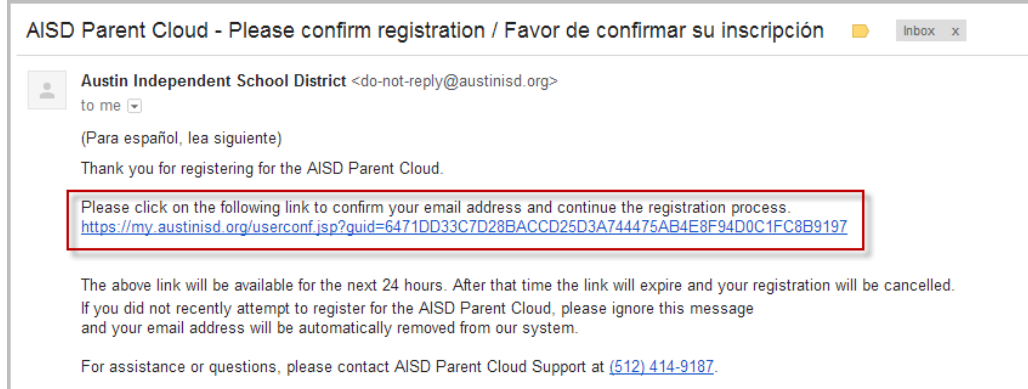 AISD Parent Cloud - Please confirm registration / Favor de confirmar su inscripción Inbox x
Austin Independent School District <do-not-reply@austinisd.org>
to me
(Para español, lea siguiente)
Thank you for registering for the AISD Parent Cloud.
Please click on the following link to confirm your email address and continue the registration process.
https://my.austinisd.org/userconf.jsp?guid=6471DD33C7D28BACCD25D3A744475AB4E8F94D0C1FC8B9197
The above link will be available for the next 24 hours. After that time the link will expire and your registration will be cancelled.
If you did not recently attempt to register for the AISD Parent Cloud, please ignore this message
and your email address will be automatically removed from our system.
For assistance or questions, please contact AISD Parent Cloud Support at (512) 414-9187.